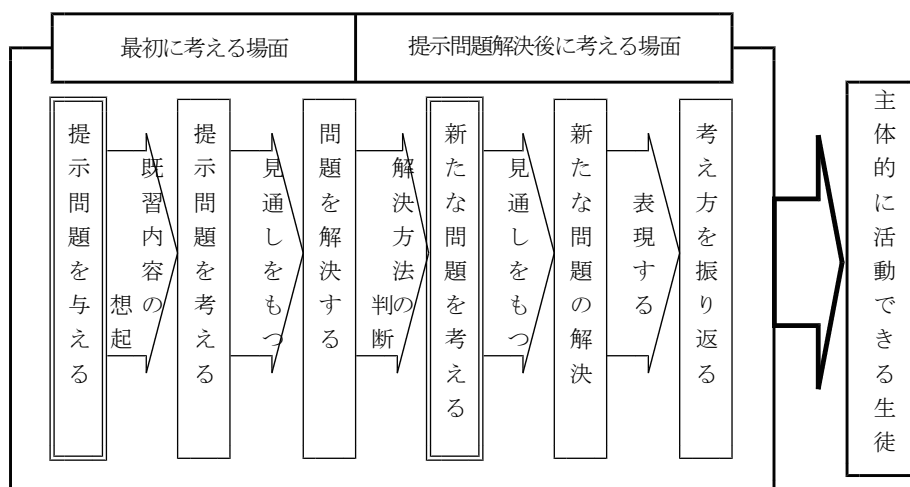 最初に考える場面
提示問題解決後に考える場面
提示問題を与える
既習内容の
想起
提示問題を考える
見通しをもつ
問題を解決する
解決方法の
判断
新たな問題を考える
見通しをもつ
新たな問題の解決
表現する
考え方を振り返る
主体的に活動できる生徒